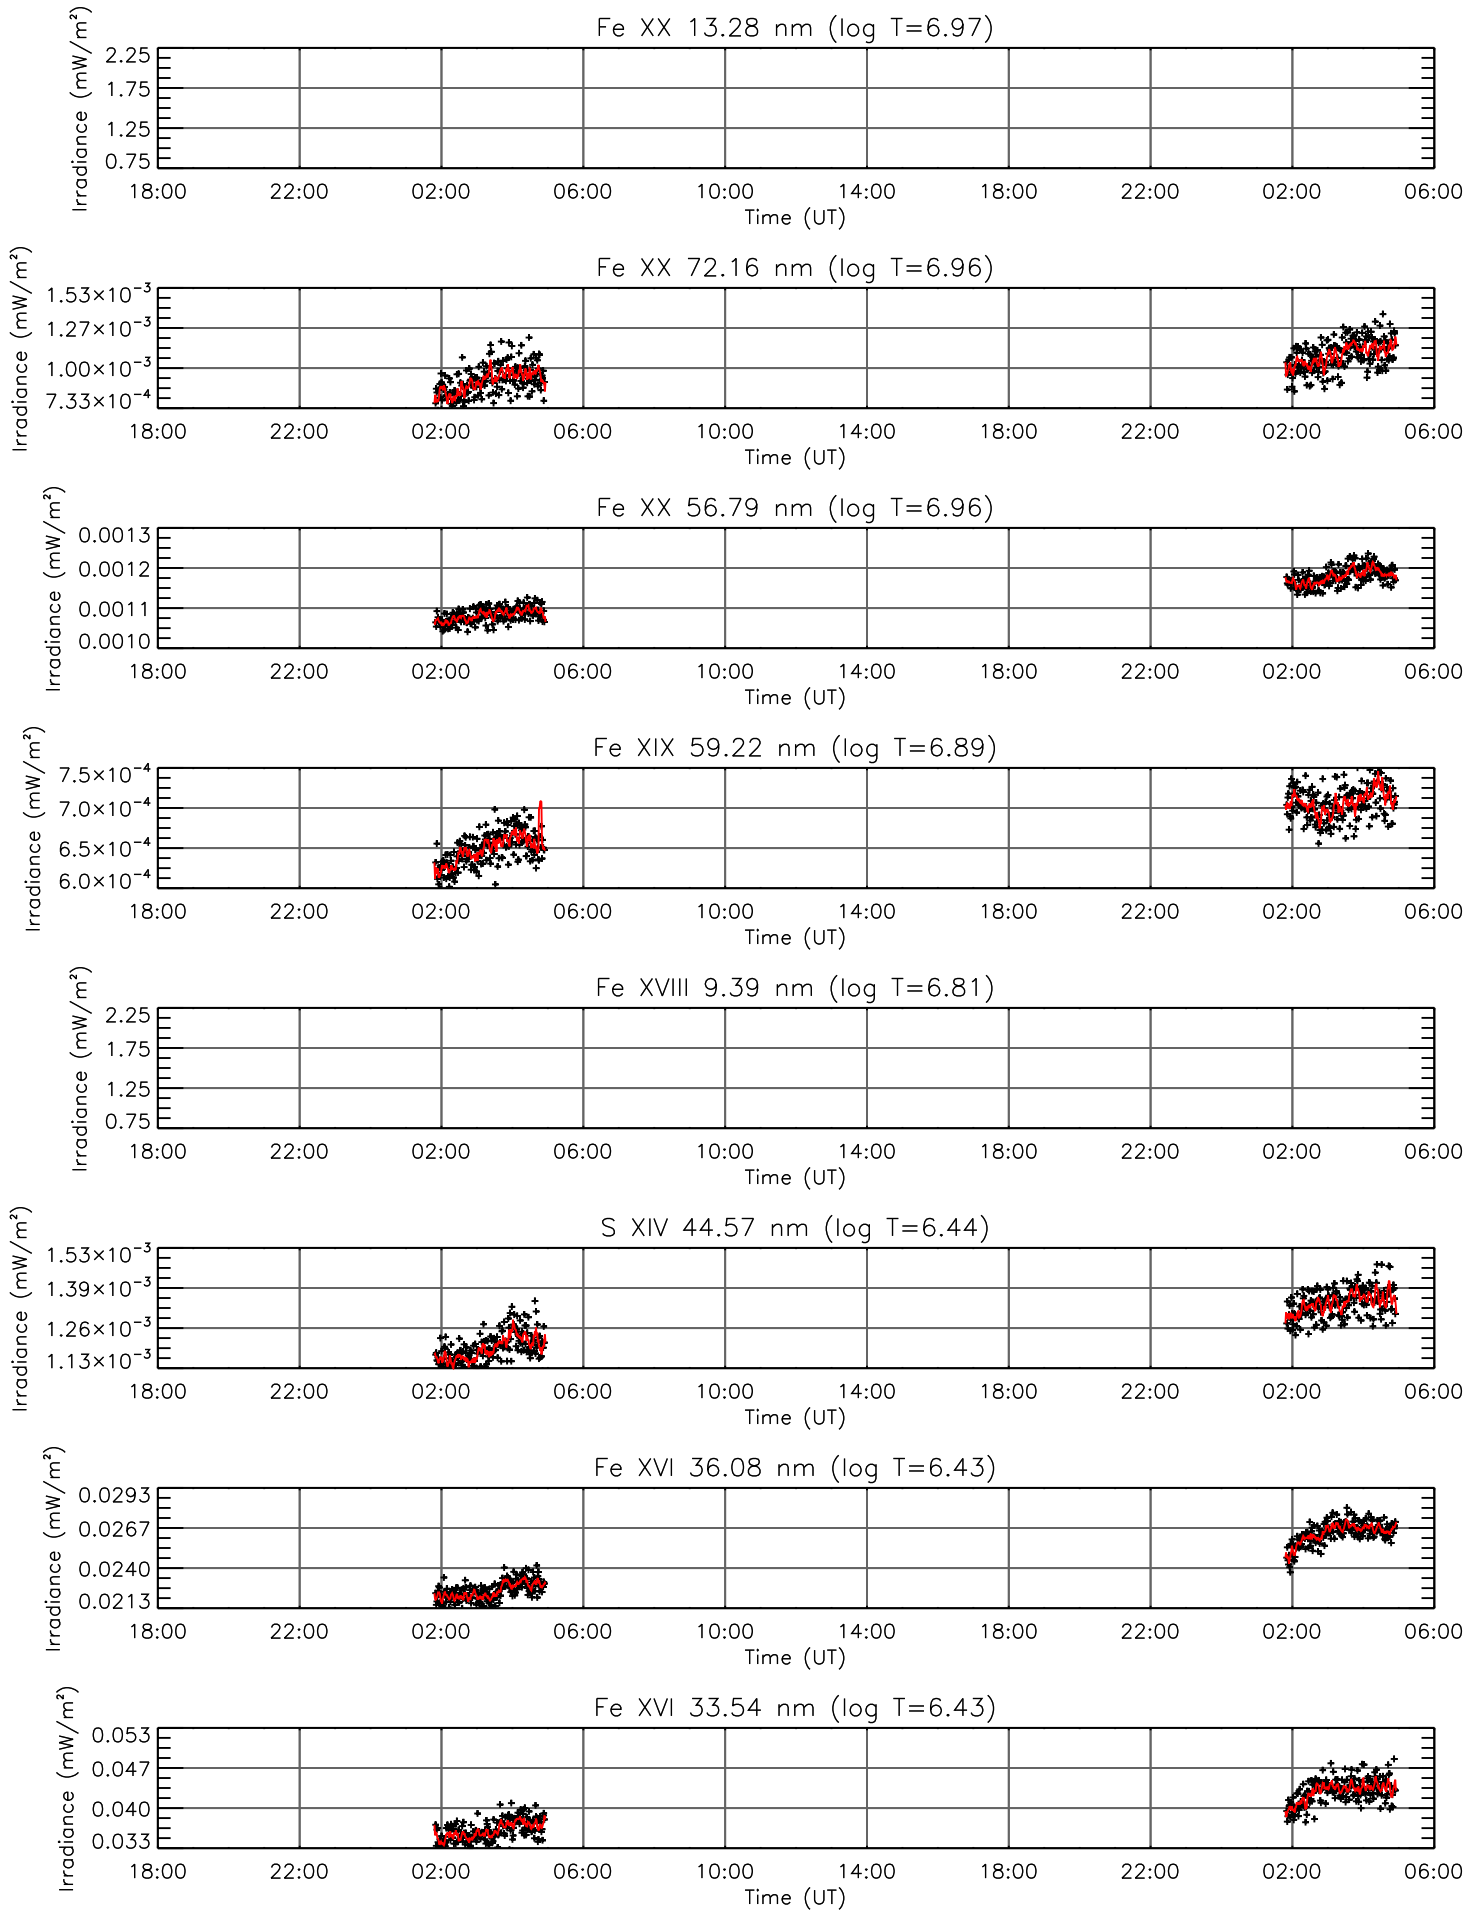 Fe XX 13.28 nm (log T=6.97)
Irradiance (mW/m²)
2.25
1.75
1.25
0.75
18:00 22:00 02:00 06:00 10:00 14:00 18:00 22:00 02:00 06:00
Time (UT)
Fe XX 72.16 nm (log T=6.96)
Irradiance (mW/m²)
1.53×10⁻³
1.27×10⁻³
1.00×10⁻³
7.33×10⁻⁴
18:00 22:00 02:00 06:00 10:00 14:00 18:00 22:00 02:00 06:00
Time (UT)
Fe XX 56.79 nm (log T=6.96)
Irradiance (mW/m²)
0.0013
0.0012
0.0011
0.0010
18:00 22:00 02:00 06:00 10:00 14:00 18:00 22:00 02:00 06:00
Time (UT)
Fe XIX 59.22 nm (log T=6.89)
Irradiance (mW/m²)
7.5×10⁻⁴
7.0×10⁻⁴
6.5×10⁻⁴
6.0×10⁻⁴
18:00 22:00 02:00 06:00 10:00 14:00 18:00 22:00 02:00 06:00
Time (UT)
Fe XVIII 9.39 nm (log T=6.81)
Irradiance (mW/m²)
2.25
1.75
1.25
0.75
18:00 22:00 02:00 06:00 10:00 14:00 18:00 22:00 02:00 06:00
Time (UT)
S XIV 44.57 nm (log T=6.44)
Irradiance (mW/m²)
1.53×10⁻³
1.39×10⁻³
1.26×10⁻³
1.13×10⁻³
18:00 22:00 02:00 06:00 10:00 14:00 18:00 22:00 02:00 06:00
Time (UT)
Fe XVI 36.08 nm (log T=6.43)
Irradiance (mW/m²)
0.0293
0.0267
0.0240
0.0213
18:00 22:00 02:00 06:00 10:00 14:00 18:00 22:00 02:00 06:00
Time (UT)
Fe XVI 33.54 nm (log T=6.43)
Irradiance (mW/m²)
0.053
0.047
0.040
0.033
18:00 22:00 02:00 06:00 10:00 14:00 18:00 22:00 02:00 06:00
Time (UT)